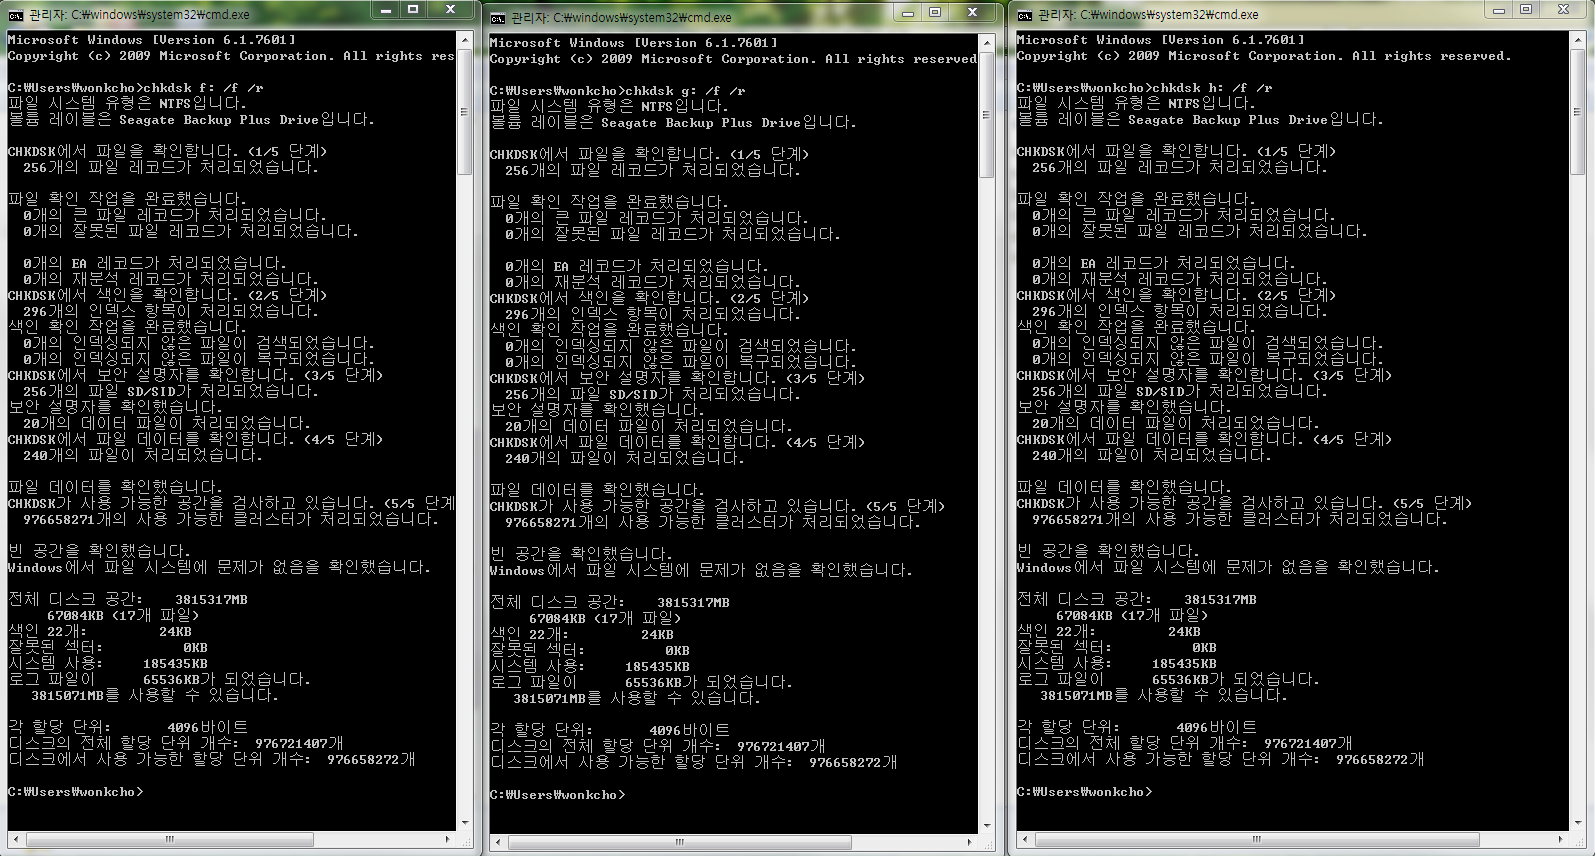 관리자: C:₩windows₩system32₩cmd.exe
Microsoft Windows [Version 6.1.7601]
Copyright (c) 2009 Microsoft Corporation. All rights res
C:₩Users₩wonkcho>chkdsk f: /f /r
파일 시스템 유형은 NTFS입니다.
볼륨 레이블은 Seagate Backup Plus Drive입니다.
CHKDSK에서 파일을 확인합니다. (1/5 단계)
256개의 파일 레코드가 처리되었습니다.
파일 확인 작업을 완료했습니다.
0개의 큰 파일 레코드가 처리되었습니다.
0개의 잘못된 파일 레코드가 처리되었습니다.
0개의 EA 레코드가 처리되었습니다.
0개의 재분석 레코드가 처리되었습니다.
CHKDSK에서 색인을 확인합니다. (2/5 단계)
296개의 인덱스 항목이 처리되었습니다.
색인 확인 작업을 완료했습니다.
0개의 인덱싱되지 않은 파일이 검색되었습니다.
0개의 인덱싱되지 않은 파일이 복구되었습니다.
CHKDSK에서 보안 설명자를 확인합니다. (3/5 단계)
256개의 파일 SD/SID가 처리되었습니다.
보안 설명자를 확인했습니다.
20개의 데이터 파일이 처리되었습니다.
CHKDSK에서 파일 데이터를 확인합니다. (4/5 단계)
240개의 파일이 처리되었습니다.
파일 데이터를 확인했습니다.
CHKDSK가 사용 가능한 공간을 검사하고 있습니다. (5/5 단계
976658271개의 사용 가능한 클러스터가 처리되었습니다.
빈 공간을 확인했습니다.
Windows에서 파일 시스템에 문제가 없음을 확인했습니다.
전체 디스크 공간: 3815317MB
67084KB (17개 파일)
색인 22개: 24KB
잘못된 섹터: 0KB
시스템 사용: 185435KB
로그 파일이 65536KB가 되었습니다.
3815071MB를 사용할 수 있습니다.
각 할당 단위: 4096바이트
디스크의 전체 할당 단위 개수: 976721407개
디스크에서 사용 가능한 할당 단위 개수: 976658272개
C:₩Users₩wonkcho>
관리자: C:₩windows₩system32₩cmd.exe
Microsoft Windows [Version 6.1.7601]
Copyright (c) 2009 Microsoft Corporation. All rights reserved
C:₩Users₩wonkcho>chkdsk g: /f /r
파일 시스템 유형은 NTFS입니다.
볼륨 레이블은 Seagate Backup Plus Drive입니다.
CHKDSK에서 파일을 확인합니다. (1/5 단계)
256개의 파일 레코드가 처리되었습니다.
파일 확인 작업을 완료했습니다.
0개의 큰 파일 레코드가 처리되었습니다.
0개의 잘못된 파일 레코드가 처리되었습니다.
0개의 EA 레코드가 처리되었습니다.
0개의 재분석 레코드가 처리되었습니다.
CHKDSK에서 색인을 확인합니다. (2/5 단계)
296개의 인덱스 항목이 처리되었습니다.
색인 확인 작업을 완료했습니다.
0개의 인덱싱되지 않은 파일이 검색되었습니다.
0개의 인덱싱되지 않은 파일이 복구되었습니다.
CHKDSK에서 보안 설명자를 확인합니다. (3/5 단계)
256개의 파일 SD/SID가 처리되었습니다.
보안 설명자를 확인했습니다.
20개의 데이터 파일이 처리되었습니다.
CHKDSK에서 파일 데이터를 확인합니다. (4/5 단계)
240개의 파일이 처리되었습니다.
파일 데이터를 확인했습니다.
CHKDSK가 사용 가능한 공간을 검사하고 있습니다. (5/5 단계)
976658271개의 사용 가능한 클러스터가 처리되었습니다.
빈 공간을 확인했습니다.
Windows에서 파일 시스템에 문제가 없음을 확인했습니다.
전체 디스크 공간: 3815317MB
67084KB (17개 파일)
색인 22개: 24KB
잘못된 섹터: 0KB
시스템 사용: 185435KB
로그 파일이 65536KB가 되었습니다.
3815071MB를 사용할 수 있습니다.
각 할당 단위: 4096바이트
디스크의 전체 할당 단위 개수: 976721407개
디스크에서 사용 가능한 할당 단위 개수: 976658272개
C:₩Users₩wonkcho>
관리자: C:₩windows₩system32₩cmd.exe
Microsoft Windows [Version 6.1.7601]
Copyright (c) 2009 Microsoft Corporation. All rights reserved.
C:₩Users₩wonkcho>chkdsk h: /f /r
파일 시스템 유형은 NTFS입니다.
볼륨 레이블은 Seagate Backup Plus Drive입니다.
CHKDSK에서 파일을 확인합니다. (1/5 단계)
256개의 파일 레코드가 처리되었습니다.
파일 확인 작업을 완료했습니다.
0개의 큰 파일 레코드가 처리되었습니다.
0개의 잘못된 파일 레코드가 처리되었습니다.
0개의 EA 레코드가 처리되었습니다.
0개의 재분석 레코드가 처리되었습니다.
CHKDSK에서 색인을 확인합니다. (2/5 단계)
296개의 인덱스 항목이 처리되었습니다.
색인 확인 작업을 완료했습니다.
0개의 인덱싱되지 않은 파일이 검색되었습니다.
0개의 인덱싱되지 않은 파일이 복구되었습니다.
CHKDSK에서 보안 설명자를 확인합니다. (3/5 단계)
256개의 파일 SD/SID가 처리되었습니다.
보안 설명자를 확인했습니다.
20개의 데이터 파일이 처리되었습니다.
CHKDSK에서 파일 데이터를 확인합니다. (4/5 단계)
240개의 파일이 처리되었습니다.
파일 데이터를 확인했습니다.
CHKDSK가 사용 가능한 공간을 검사하고 있습니다. (5/5 단계)
976658271개의 사용 가능한 클러스터가 처리되었습니다.
빈 공간을 확인했습니다.
Windows에서 파일 시스템에 문제가 없음을 확인했습니다.
전체 디스크 공간: 3815317MB
67084KB (17개 파일)
색인 22개: 24KB
잘못된 섹터: 0KB
시스템 사용: 185435KB
로그 파일이 65536KB가 되었습니다.
3815071MB를 사용할 수 있습니다.
각 할당 단위: 4096바이트
디스크의 전체 할당 단위 개수: 976721407개
디스크에서 사용 가능한 할당 단위 개수: 976658272개
C:₩Users₩wonkcho>